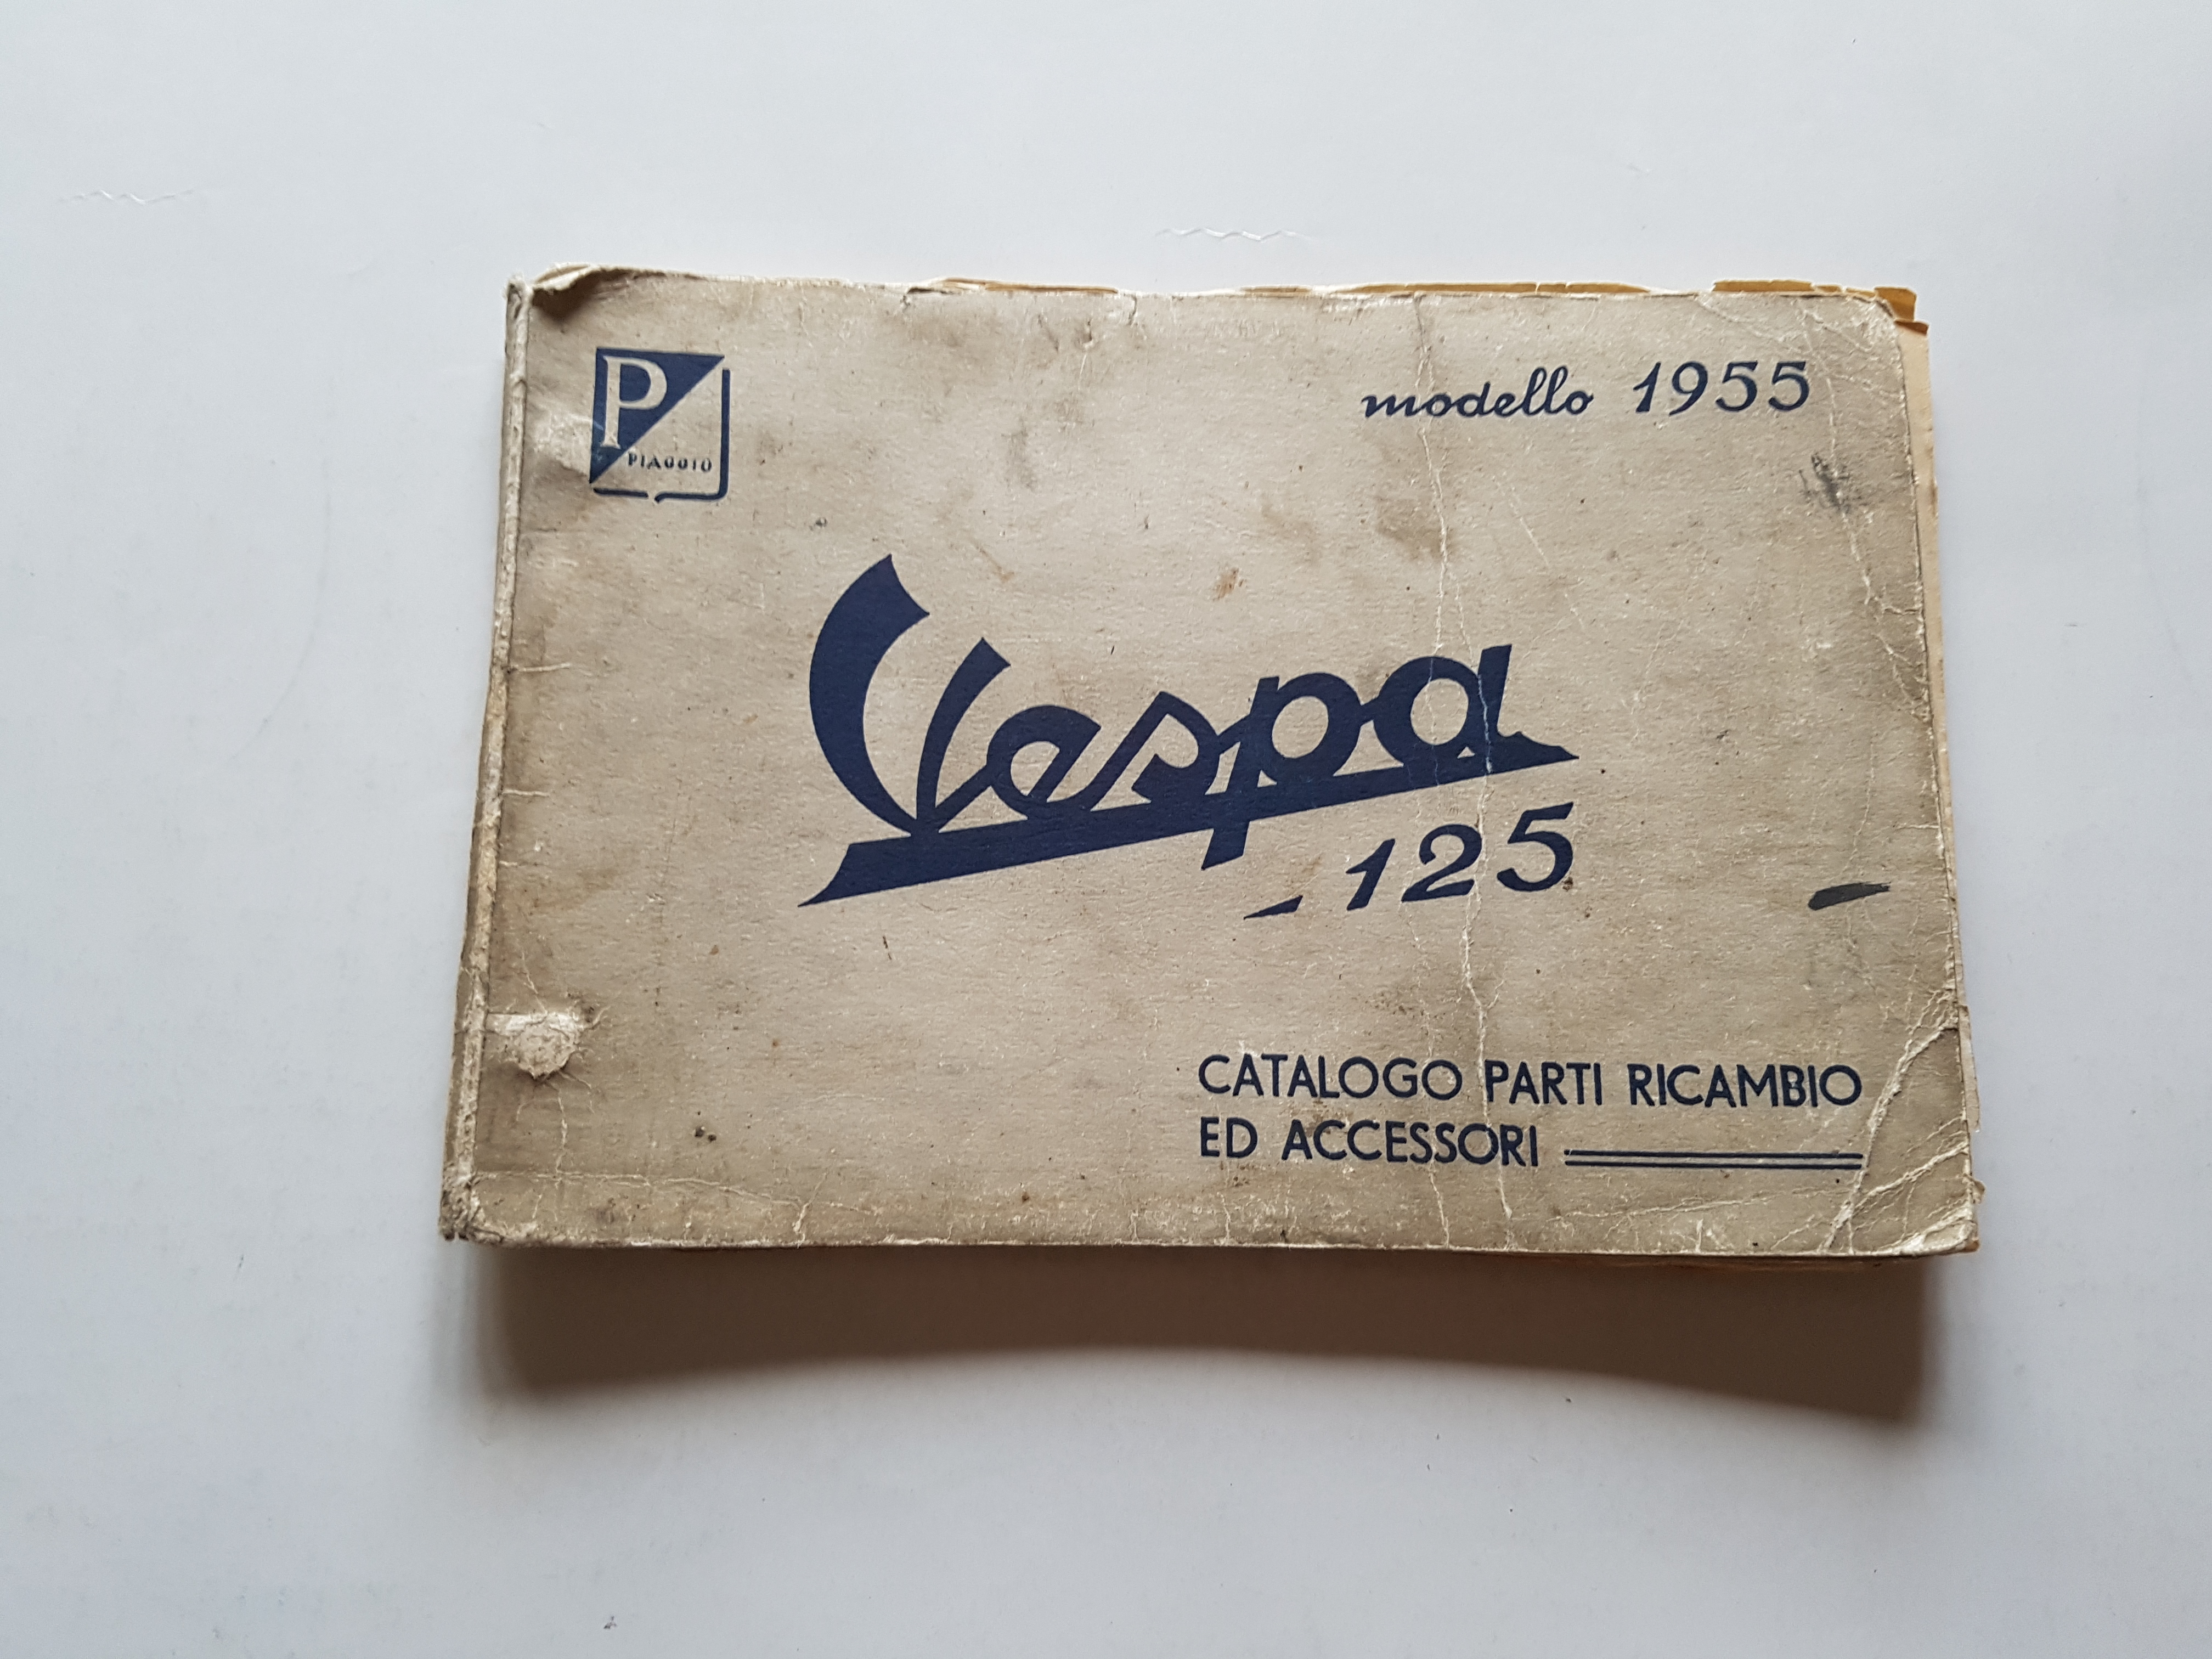 P
PIAGGIO
modello 1955
Vespa
125
CATALOGO PARTI RICAMBIO
ED ACCESSORI